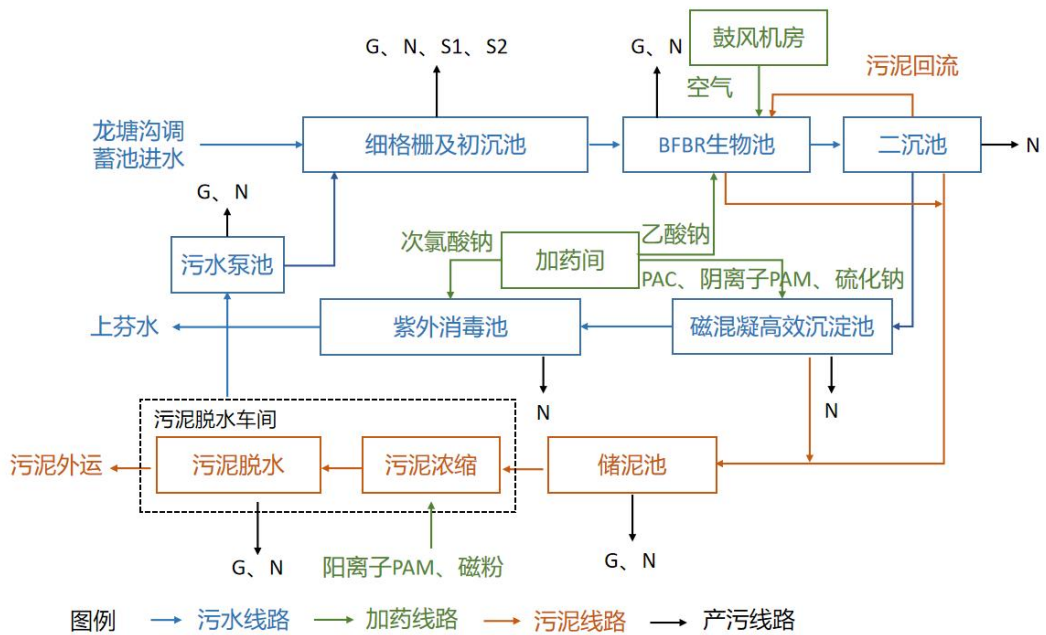 鼓风机房
G、N、S1、S2
G、N
污泥回流
空气
龙塘沟调
蓄池进水
细格栅及初沉池
BFBR生物池
二沉池
N
G、N
次氯酸钠
加药间
乙酸钠
污水泵池
PAC、阴离子PAM、硫化钠
上芬水
紫外消毒池
磁混凝高效沉淀池
N
N
污泥脱水车间
污泥外运
污泥脱水
污泥浓缩
储泥池
G、N
阳离子PAM、磁粉
G、N
图例
污水线路
加药线路
污泥线路
产污线路